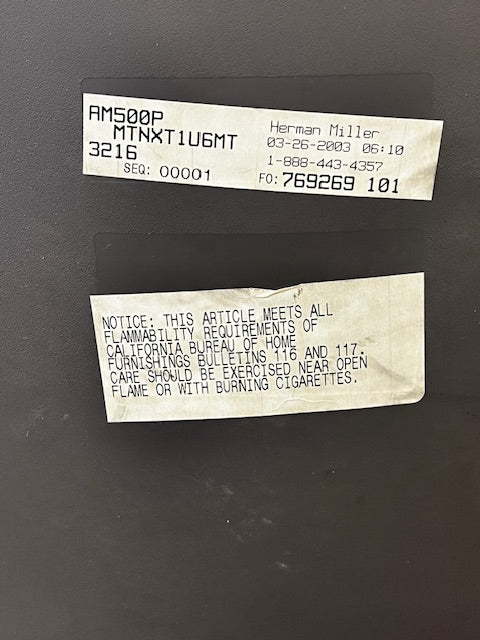 AM500P
MTNXT1U6MT
3216
SEQ: 00001
Herman Miller
03-26-2003 06:10
1-888-443-4357
FO: 769269 101
NOTICE: THIS ARTICLE MEETS ALL
FLAMMABILITY REQUIREMENTS OF
CALIFORNIA BUREAU OF HOME
FURNISHINGS BULLETINS 116 AND 117.
CARE SHOULD BE EXERCISED NEAR OPEN
FLAME OR WITH BURNING CIGARETTES.